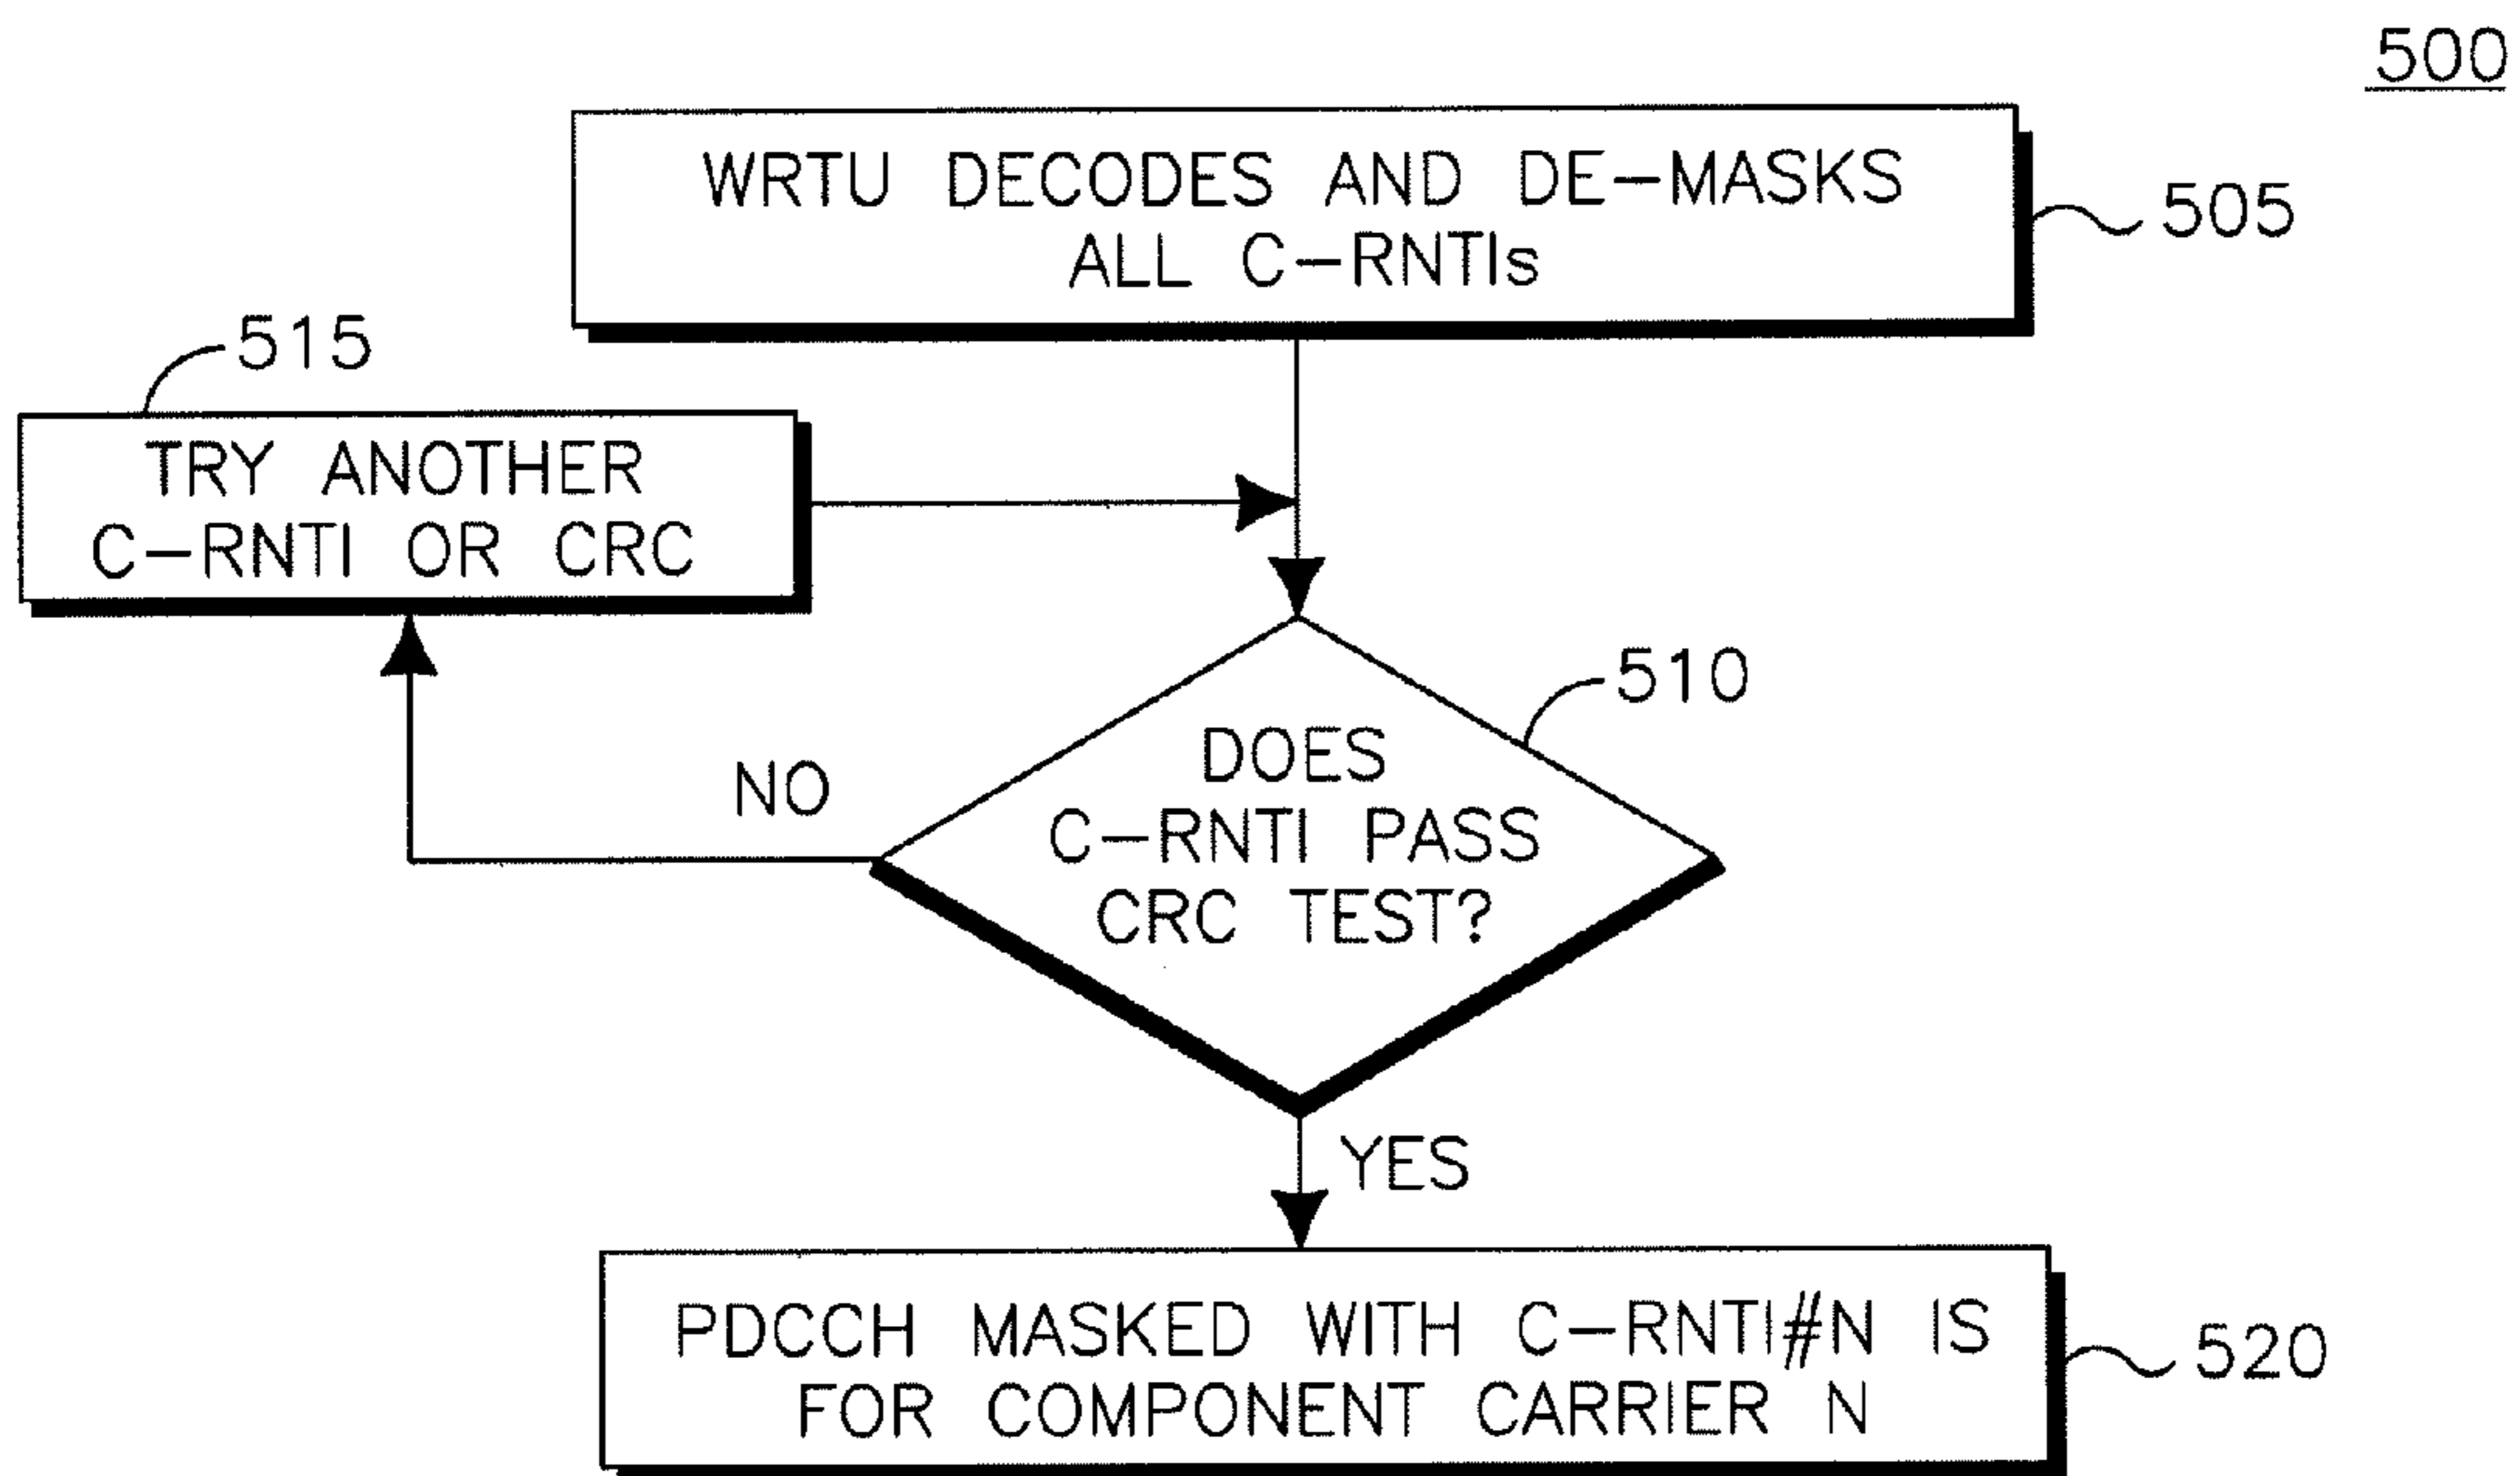 500
WRTU DECODES AND DE-MASKS
ALL C-RNTIs
505
515
TRY ANOTHER
C-RNTI OR CRC
510
DOES
C-RNTI PASS
CRC TEST?
NO
YES
PDCCH MASKED WITH C-RNTI#N IS
FOR COMPONENT CARRIER N
520